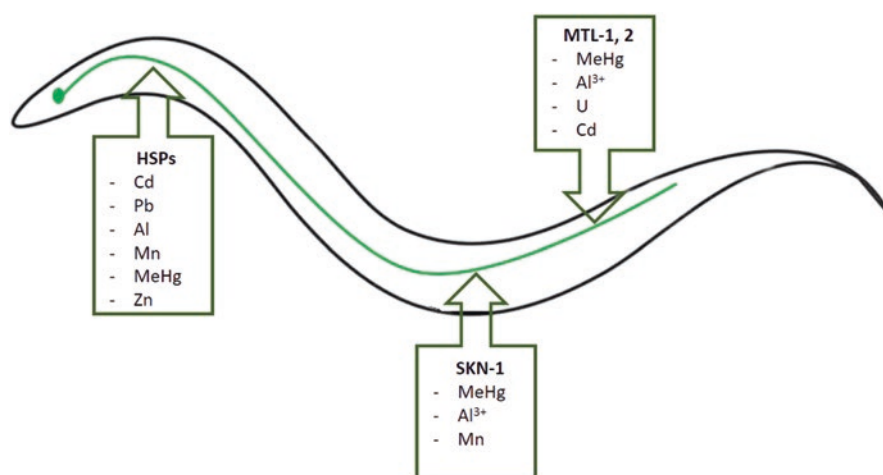 MTL-1, 2
- MeHg
- Al³⁺
- U
- Cd
HSPs
- Cd
- Pb
- Al
- Mn
- MeHg
- Zn
SKN-1
- MeHg
- Al³⁺
- Mn